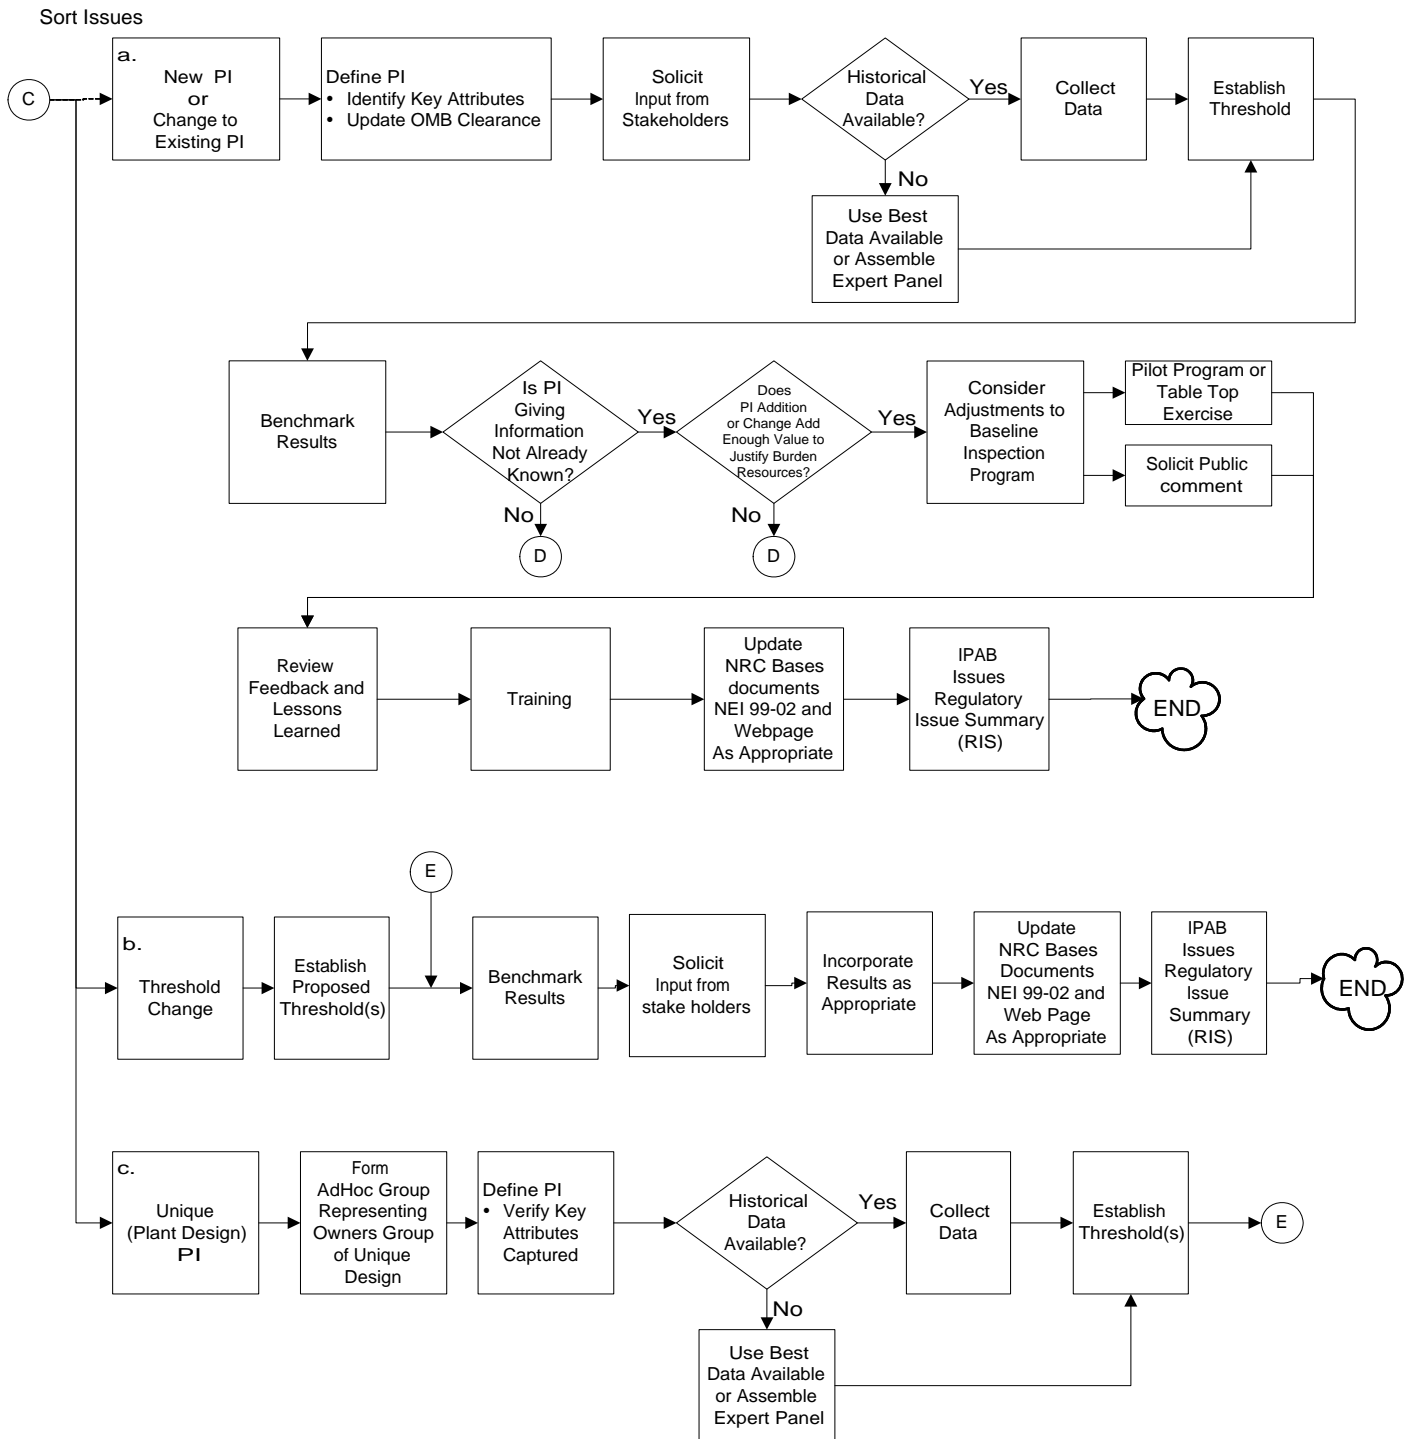 Sort Issues
C
a.
New PI
or
Change to
Existing PI
Define PI
• Identify Key Attributes
• Update OMB Clearance
Solicit
Input from
Stakeholders
Historical
Data
Available?
Yes
No
Collect
Data
Establish
Threshold
Use Best
Data Available
or Assemble
Expert Panel
Benchmark
Results
Is PI
Giving
Information
Not Already
Known?
Yes
No
D
Does
PI Addition
or Change Add
Enough Value to
Justify Burden
Resources?
Yes
No
D
Consider
Adjustments to
Baseline
Inspection
Program
Pilot Program or
Table Top
Exercise
Solicit Public
comment
Review
Feedback and
Lessons
Learned
Training
Update
NRC Bases
documents
NEI 99-02 and
Webpage
As Appropriate
IPAB
Issues
Regulatory
Issue Summary
(RIS)
END
E
b.
Threshold
Change
Establish
Proposed
Threshold(s)
Benchmark
Results
Solicit
Input from
stake holders
Incorporate
Results as
Appropriate
Update
NRC Bases
Documents
NEI 99-02 and
Web Page
As Appropriate
IPAB
Issues
Regulatory
Issue
Summary
(RIS)
END
c.
Unique
(Plant Design)
PI
Form
AdHoc Group
Representing
Owners Group
of Unique
Design
Define PI
• Verify Key
Attributes
Captured
Historical
Data
Available?
Yes
No
Collect
Data
Establish
Threshold(s)
E
Use Best
Data Available
or Assemble
Expert Panel